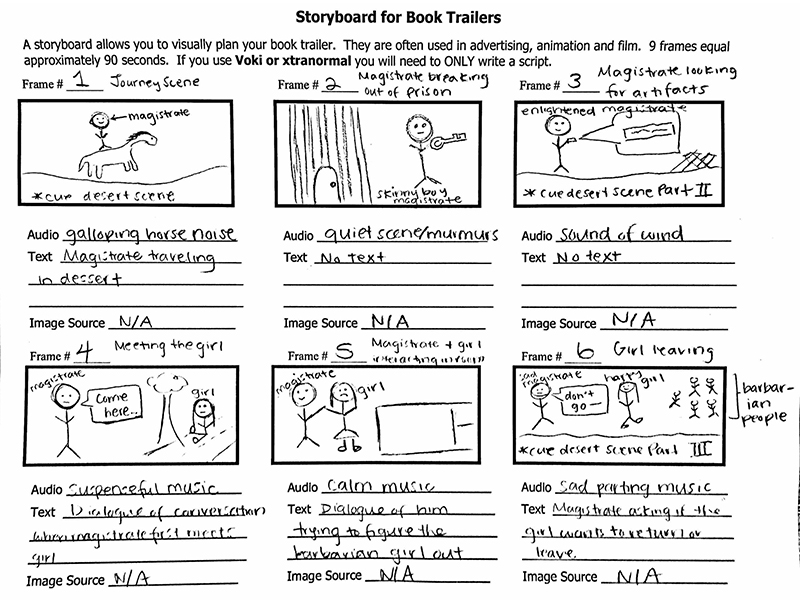 Storyboard for Book Trailers
A storyboard allows you to visually plan your book trailer. They are often used in advertising, animation and film. 9 frames equal
approximately 90 seconds. If you use Voki or xtranormal you will need to ONLY write a script.
Frame # 1 Journey Scene
magistrate
*cue desert scene
Audio galloping horse noise
Text Magistrate traveling
in dessert
Image Source N/A
Frame # 2 Magistrate breaking
out of prison
skinny boy
magistrate
Audio quiet scene/murmurs
Text No text
Image Source N/A
Frame # 3 Magistrate looking
for artifacts
enlightened magistrate
*cue desert scene Part II
Audio sound of wind
Text No text
Image Source N/A
Frame # 4 Meeting the girl
magistrate
Come
here..
girl
Audio Suspenseful music
Text Dialogue of conversation
when magistrate first meets
girl
Image Source N/A
Frame # 5 Magistrate + girl
interacting in
magistrate
girl
Audio Calm music
Text Dialogue of him
trying to figure the
barbarian girl out
Image Source N/A
Frame # 6 Girl leaving
sad
magistrate
happy
girl
don't
go—
barbar-
ian
people
*cue desert scene Part III
Audio Sad parting music
Text Magistrate asking if the
girl wants to return or
leave.
Image Source N/A